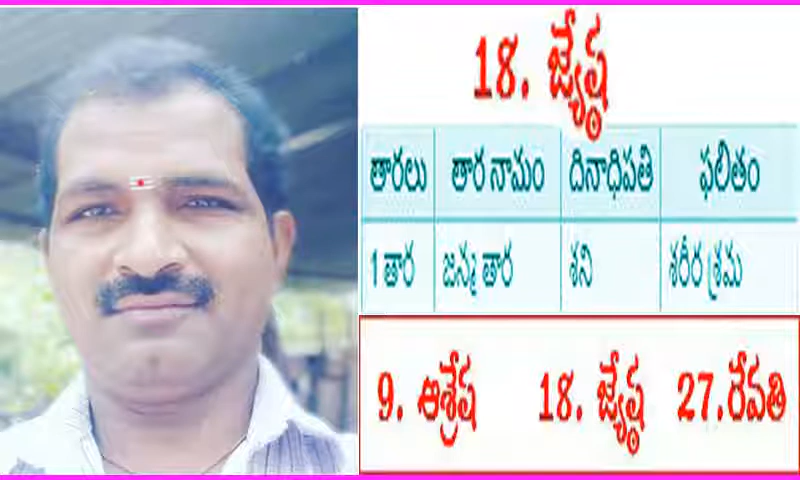 18. జ్యేష్ఠ
తారలు తార నామం దినాధిపతి ఫలితం
1 తార జన్మ తార శని శరీర శ్రమ
9. ఆశ్రేష 18. జ్యేష్ఠ 27. రేవతి